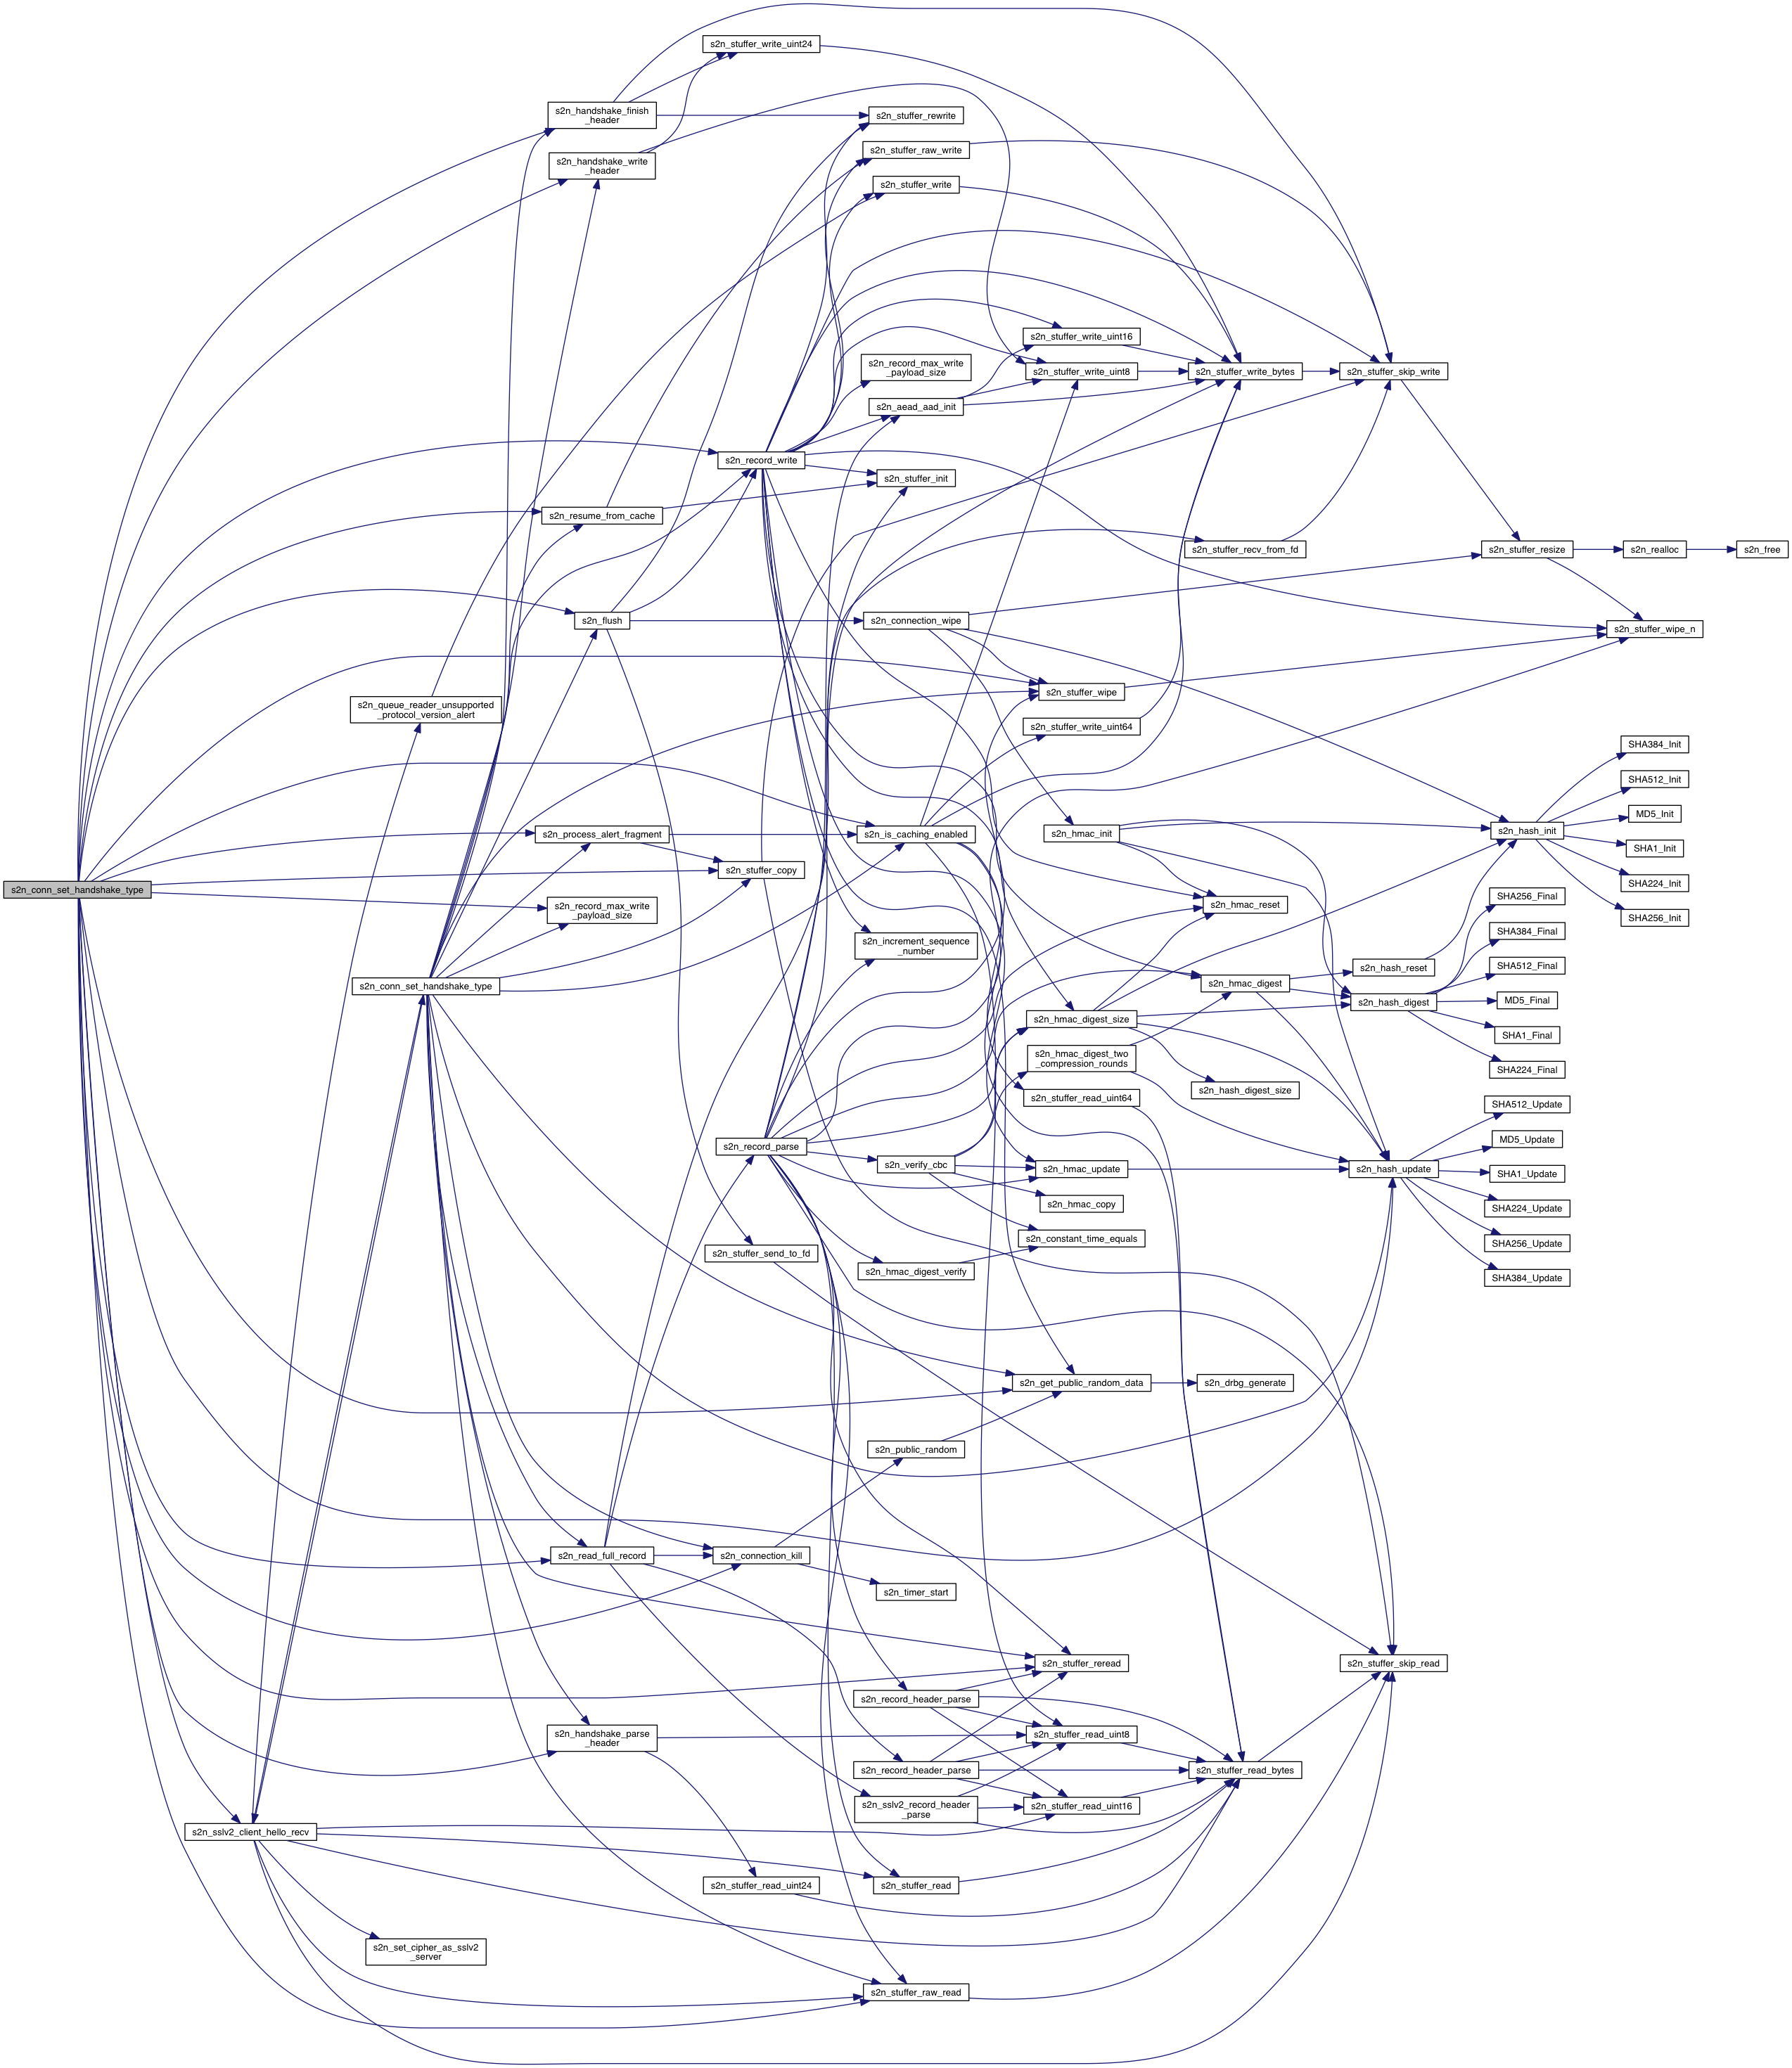 s2n_stuffer_write_uint24
s2n_handshake_finish
_header
s2n_stuffer_rewrite
s2n_stuffer_raw_write
s2n_handshake_write
_header
s2n_stuffer_write
s2n_stuffer_write_uint16
s2n_record_max_write
_payload_size
s2n_stuffer_write_uint8
s2n_stuffer_write_bytes
s2n_stuffer_skip_write
s2n_aead_aad_init
s2n_record_write
s2n_stuffer_init
s2n_resume_from_cache
s2n_stuffer_recv_from_fd
s2n_stuffer_resize
s2n_realloc
s2n_free
s2n_flush
s2n_connection_wipe
s2n_stuffer_wipe_n
s2n_stuffer_wipe
s2n_queue_reader_unsupported
_protocol_version_alert
s2n_stuffer_write_uint64
SHA384_Init
SHA512_Init
MD5_Init
s2n_process_alert_fragment
s2n_is_caching_enabled
s2n_hmac_init
s2n_hash_init
SHA1_Init
s2n_stuffer_copy
SHA224_Init
s2n_conn_set_handshake_type
SHA256_Final
s2n_record_max_write
_payload_size
s2n_hmac_reset
SHA256_Init
SHA384_Final
s2n_increment_sequence
_number
SHA512_Final
s2n_hash_reset
s2n_conn_set_handshake_type
s2n_hmac_digest
s2n_hash_digest
MD5_Final
s2n_hmac_digest_size
SHA1_Final
s2n_hmac_digest_two
_compression_rounds
SHA224_Final
s2n_hash_digest_size
s2n_stuffer_read_uint64
SHA512_Update
s2n_record_parse
MD5_Update
s2n_verify_cbc
s2n_hmac_update
s2n_hash_update
SHA1_Update
s2n_hmac_copy
SHA224_Update
s2n_constant_time_equals
SHA256_Update
s2n_stuffer_send_to_fd
s2n_hmac_digest_verify
SHA384_Update
s2n_get_public_random_data
s2n_drbg_generate
s2n_public_random
s2n_read_full_record
s2n_connection_kill
s2n_timer_start
s2n_stuffer_reread
s2n_stuffer_skip_read
s2n_record_header_parse
s2n_handshake_parse
_header
s2n_stuffer_read_uint8
s2n_record_header_parse
s2n_stuffer_read_bytes
s2n_sslv2_record_header
_parse
s2n_stuffer_read_uint16
s2n_sslv2_client_hello_recv
s2n_stuffer_read_uint24
s2n_stuffer_read
s2n_set_cipher_as_sslv2
_server
s2n_stuffer_raw_read